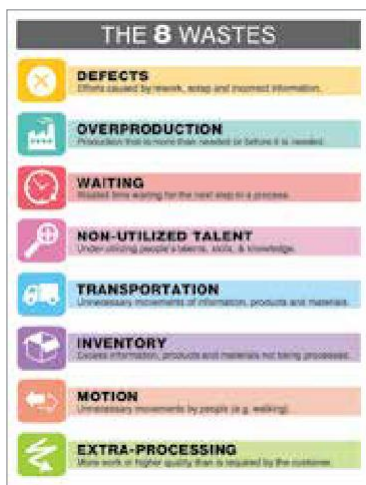 THE 8 WASTES
DEFECTS
Efforts caused by rework, scrap and incorrect information.
OVERPRODUCTION
Production that is more than needed or before it is needed.
WAITING
Wasted time waiting for the next step in a process.
NON-UTILIZED TALENT
Under-utilizing people's talents, skills, & knowledge.
TRANSPORTATION
Unnecessary movements of information, products and materials.
INVENTORY
Excess information, products and materials not being processed.
MOTION
Unnecessary movements by people (e.g. walking).
EXTRA-PROCESSING
More work or higher quality than is required by the customer.